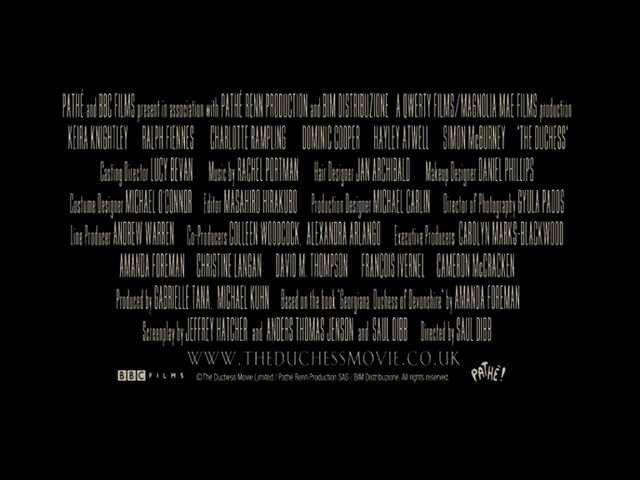 PATHÉ and BBC FILMS present in association with PATHÉ RENN PRODUCTION and BIM DISTRIBUZIONE A QWERTY FILMS/MAGNOLIA MAE FILMS production
KEIRA KNIGHTLEY RALPH FIENNES CHARLOTTE RAMPLING DOMINIC COOPER HAYLEY ATWELL SIMON McBURNEY 'THE DUCHESS'
Casting Director LUCY BEVAN Music by RACHEL PORTMAN Hair Designer JAN ARCHIBALD Makeup Designer DANIEL PHILLIPS
Costume Designer MICHAEL O'CONNOR Editor MASAHIRO HIRAKUBO Production Designer MICHAEL CARLIN Director of Photography GYULA PADOS
Line Producer ANDREW WARREN Co-Producers COLLEEN WOODCOCK, ALEXANDRA ARLANGO Executive Producers CAROLYN MARKS-BLACKWOOD
AMANDA FOREMAN CHRISTINE LANGAN DAVID M. THOMPSON FRANÇOIS IVERNEL CAMERON McCRACKEN
Produced by GABRIELLE TANA, MICHAEL KUHN Based on the book "Georgiana, Duchess of Devonshire" by AMANDA FOREMAN
Screenplay by JEFFREY HATCHER and ANDERS THOMAS JENSON and SAUL DIBB Directed by SAUL DIBB
WWW.THEDUCHESSMOVIE.CO.UK
BBC FILMS ©The Duchess Movie Limited / Pathé Renn Production SAS / BIM Distribuzione. All rights reserved. PATHÉ!